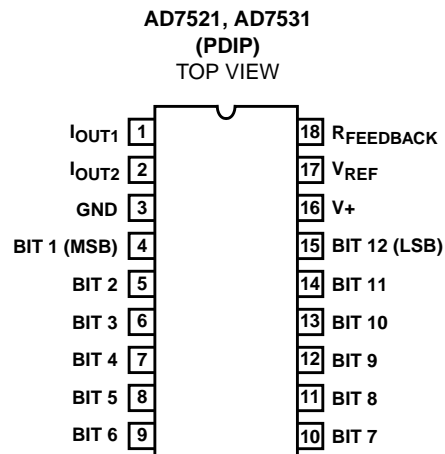 AD7521, AD7531
(PDIP)
TOP VIEW
IOUT1 1 18 RFEEDBACK
IOUT2 2 17 VREF
GND 3 16 V+
BIT 1 (MSB) 4 15 BIT 12 (LSB)
BIT 2 5 14 BIT 11
BIT 3 6 13 BIT 10
BIT 4 7 12 BIT 9
BIT 5 8 11 BIT 8
BIT 6 9 10 BIT 7